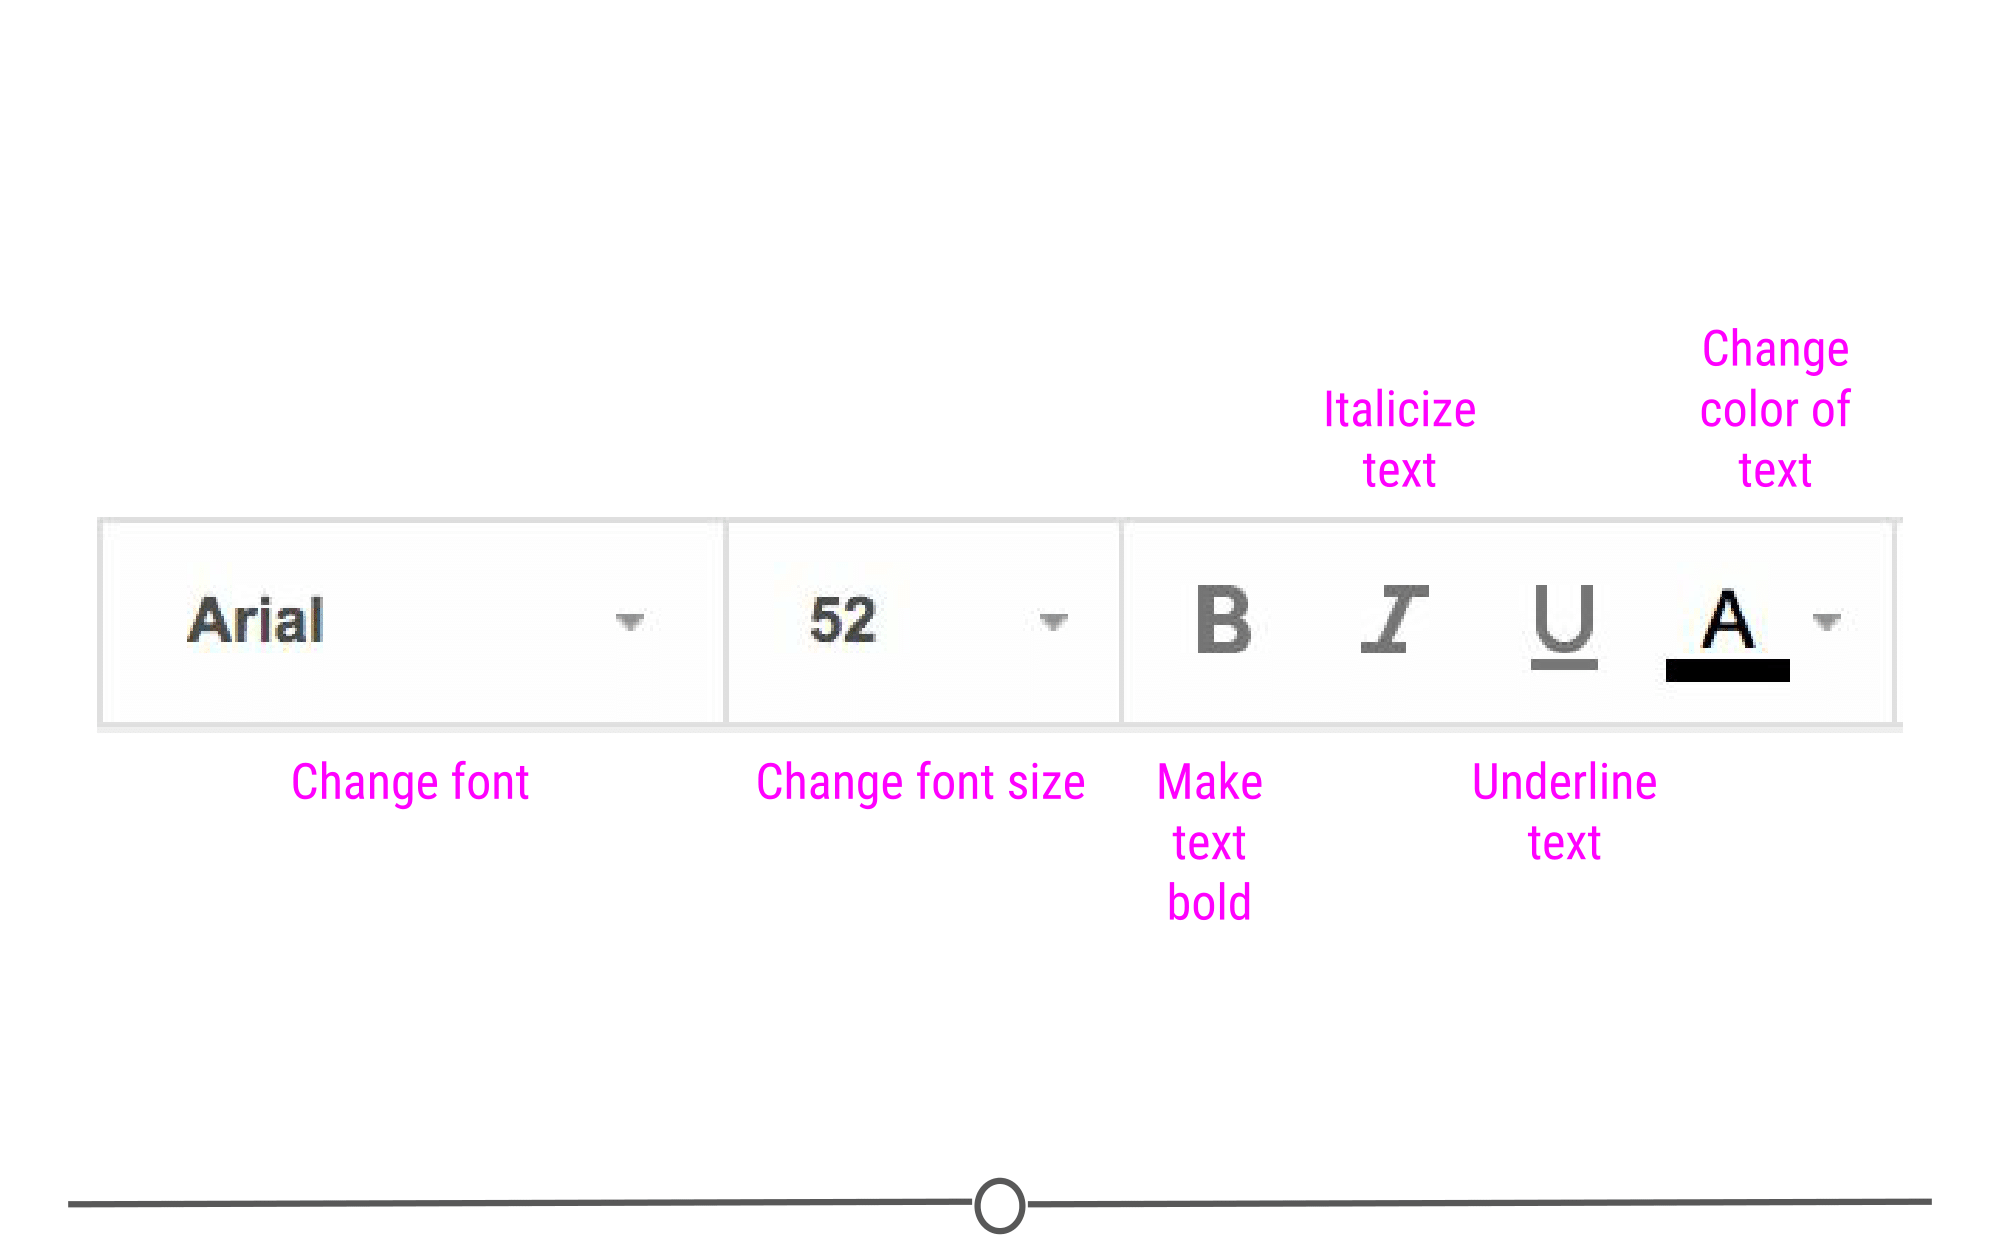 Change
color of
text
Italicize
text
Arial 52 B I U A
Change font
Change font size
Make
text
bold
Underline
text